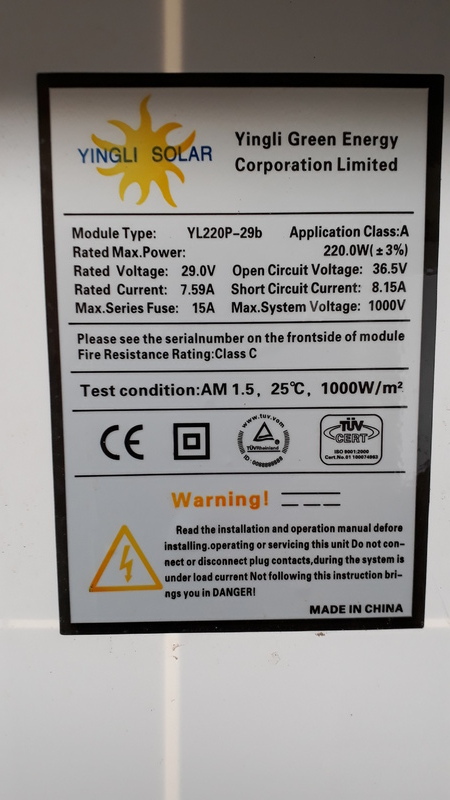 YINGLI SOLAR
Yingli Green Energy
Corporation Limited
Module Type: YL220P-29b Application Class:A
Rated Max.Power: 220.0W(±3%)
Rated Voltage: 29.0V Open Circuit Voltage: 36.5V
Rated Current: 7.59A Short Circuit Current: 8.15A
Max.Series Fuse: 15A Max.System Voltage: 1000V
Please see the serialnumber on the frontside of module
Fire Resistance Rating:Class C
Test condition:AM 1.5, 25℃, 1000W/m²
CE
www.tuv.com
TÜVRheinland
TÜV
CERT
ISO 9001:2000
Warning!
Read the installation and operation manual defore
installing.operating or servicing this unit Do not con-
nect or disconnect plug contacts,during the system is
under load current Not following this instruction bri-
ngs you in DANGER!
MADE IN CHINA